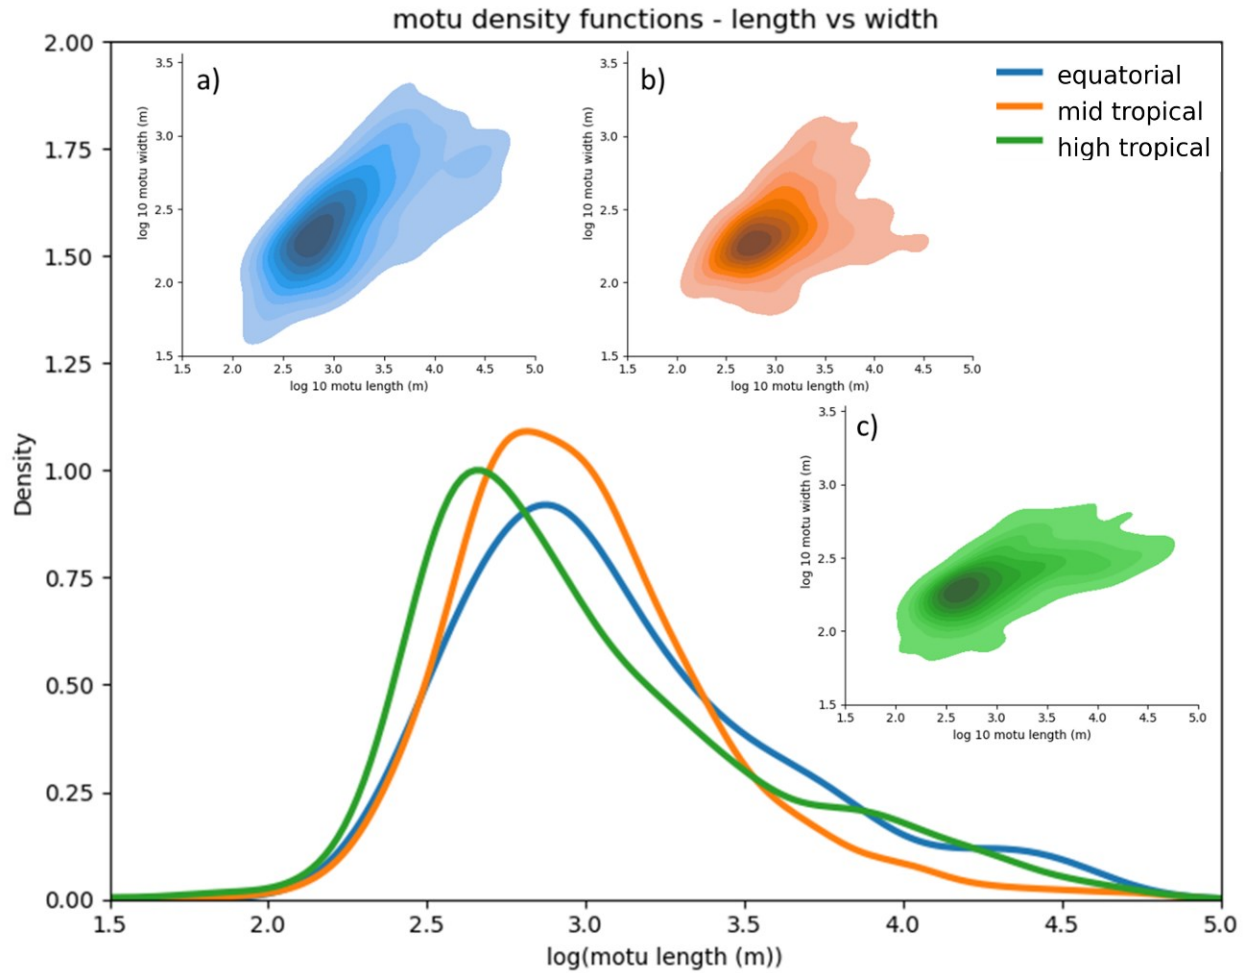 motu density functions - length vs width
2.00
1.75
1.50
1.25
1.00
0.75
0.50
0.25
0.00
Density
1.5 2.0 2.5 3.0 3.5 4.0 4.5 5.0
log(motu length (m))
equatorial
mid tropical
high tropical
a)
3.5
3.0
2.5
2.0
1.5
log 10 motu width (m)
1.5 2.0 2.5 3.0 3.5 4.0 4.5 5.0
log 10 motu length (m)
b)
3.5
3.0
2.5
2.0
1.5
log 10 motu width (m)
1.5 2.0 2.5 3.0 3.5 4.0 4.5 5.0
log 10 motu length (m)
c)
3.5
3.0
2.5
2.0
1.5
log 10 motu width (m)
1.5 2.0 2.5 3.0 3.5 4.0 4.5 5.0
log 10 motu length (m)